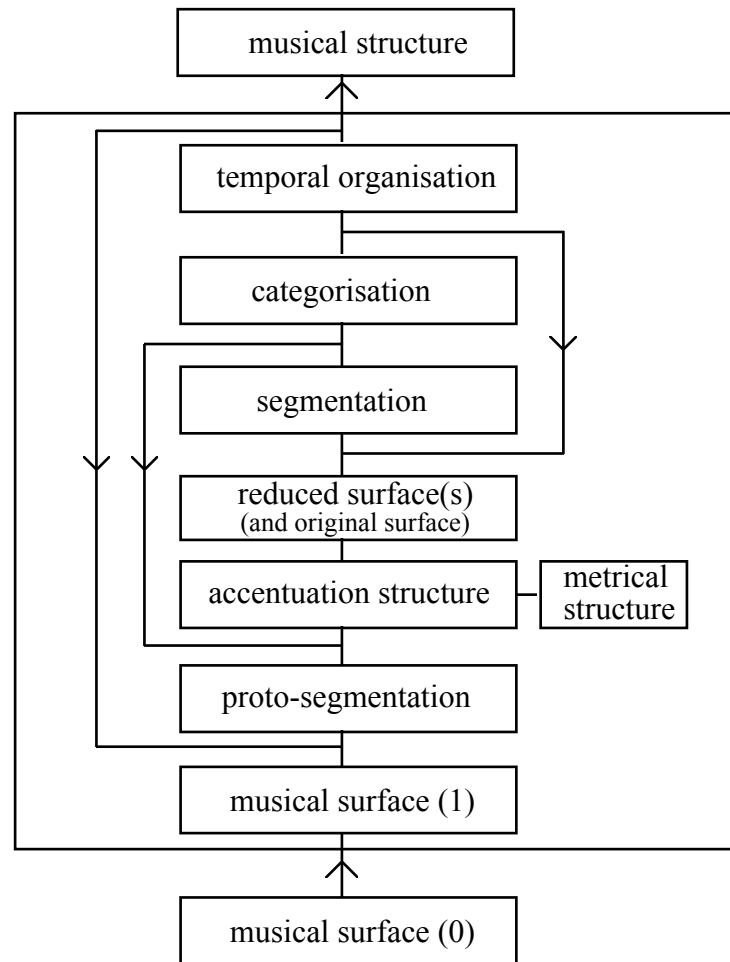 musical structure
temporal organisation
categorisation
segmentation
reduced surface(s)
(and original surface)
accentuation structure
metrical
structure
proto-segmentation
musical surface (1)
musical surface (0)